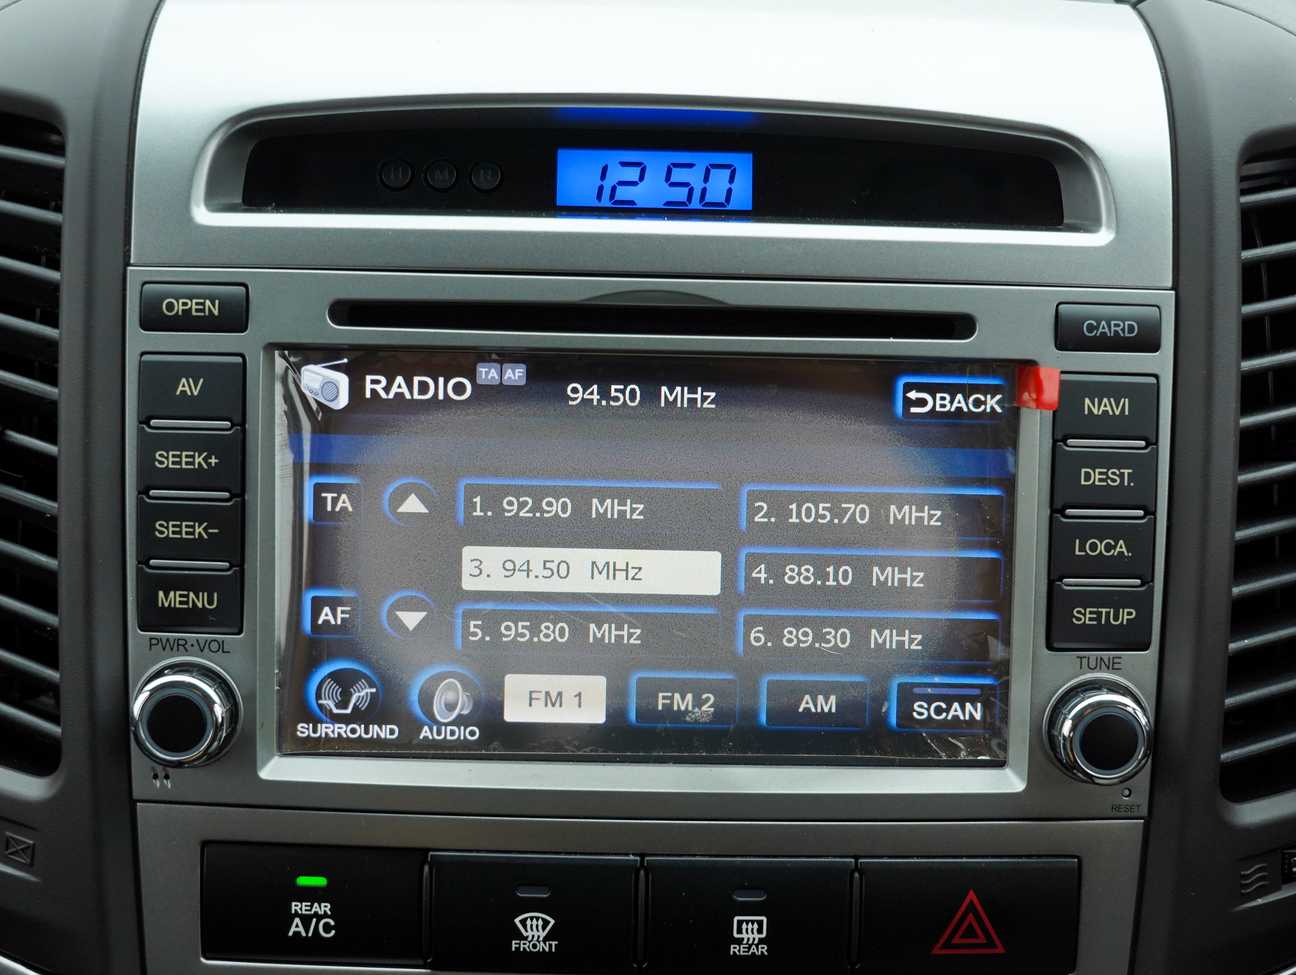 H M R
12 50
OPEN
CARD
AV
SEEK+
SEEK-
MENU
PWR·VOL
RADIO TA AF 94.50 MHz BACK
TA 1. 92.90 MHz 2. 105.70 MHz
3. 94.50 MHz 4. 88.10 MHz
AF 5. 95.80 MHz 6. 89.30 MHz
SURROUND AUDIO FM 1 FM 2 AM SCAN
NAVI
DEST.
LOCA.
SETUP
TUNE
RESET
REAR
A/C
FRONT
REAR